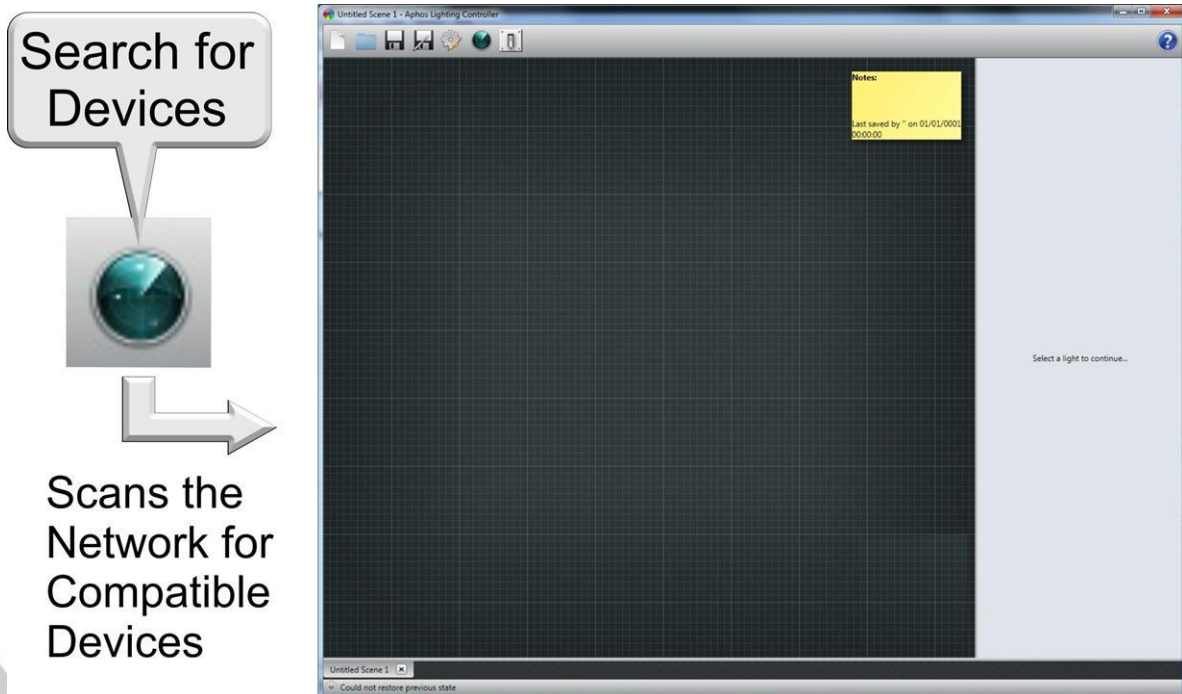 Search for
Devices
Scans the
Network for
Compatible
Devices
Untitled Scene 1 - Aphos Lighting Controller
?
Notes:
Last saved by '' on 01/01/0001
00:00:00
Select a light to continue...
Untitled Scene 1
Could not restore previous state